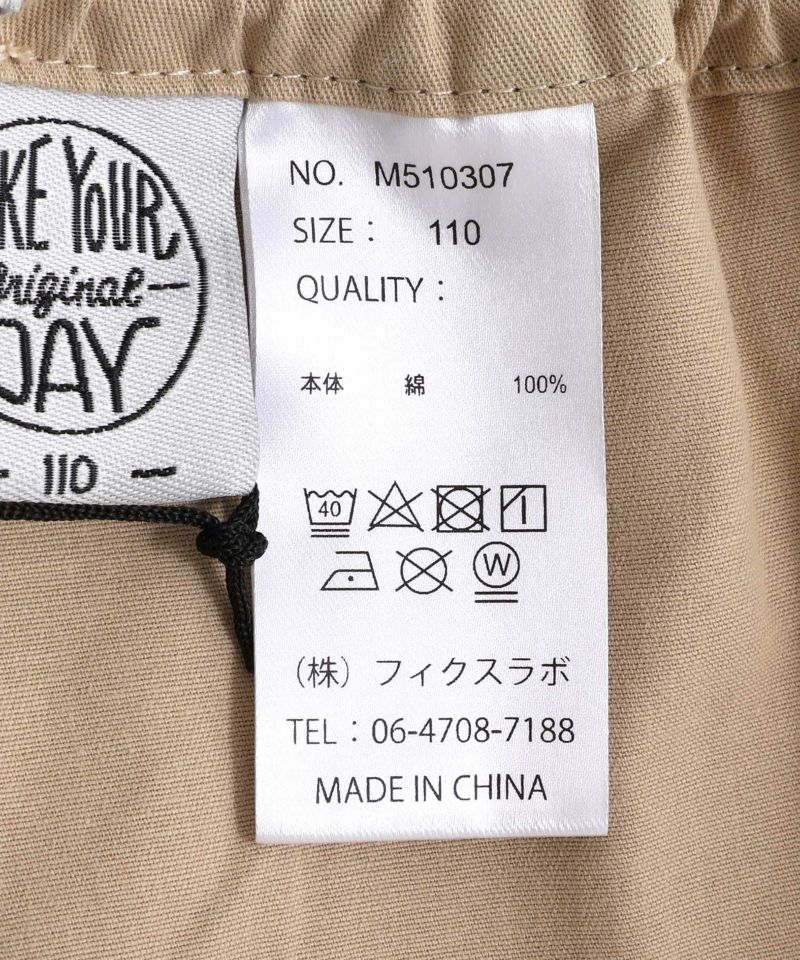 KE YOUR
Original
DAY
110
NO. M510307
SIZE : 110
QUALITY :
本体 綿 100%
40
W
(株) フィクスラボ
TEL : 06-4708-7188
MADE IN CHINA